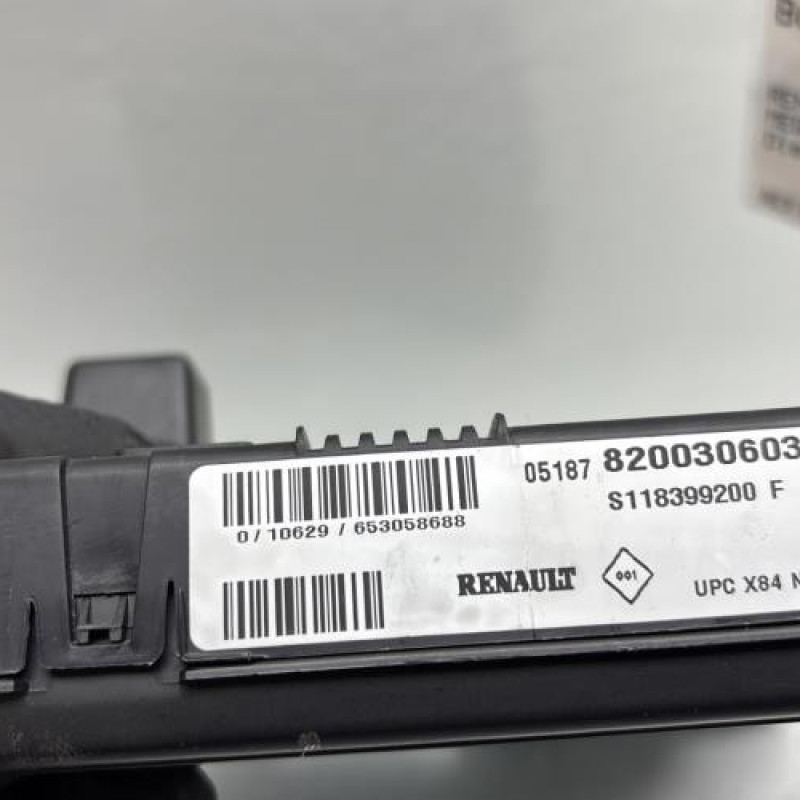 05187 820030603
S118399200 F
0/10629/653058688
RENAULT
001
UPC X84 N